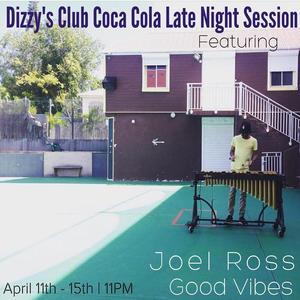 Dizzy's Club Coca Cola Late Night Session
Featuring
Joel Ross
Good Vibes
April 11th - 15th | 11PM